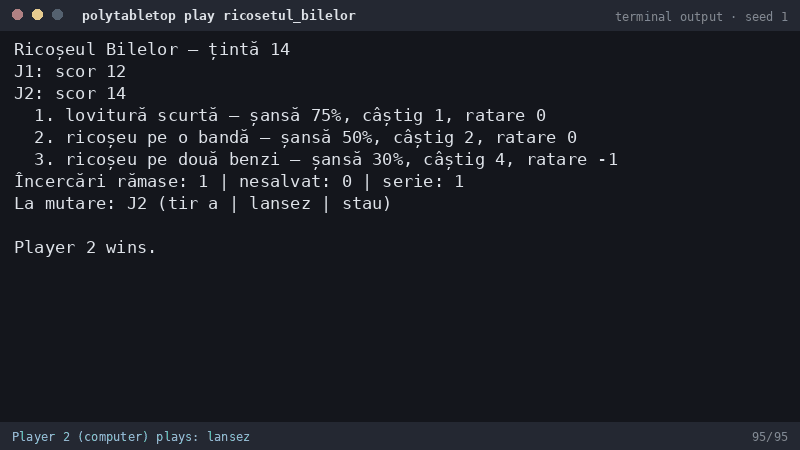 polytabletop play ricosetul_bilelor
terminal output · seed 1
Ricoșeul Bilelor — țintă 14
J1: scor 12
J2: scor 14
1. lovitură scurtă — șansă 75%, câștig 1, ratare 0
2. ricoșeu pe o bandă — șansă 50%, câștig 2, ratare 0
3. ricoșeu pe două benzi — șansă 30%, câștig 4, ratare -1
Încercări rămase: 1 | nesalvat: 0 | serie: 1
La mutare: J2 (tir a | lansez | stau)
Player 2 wins.
Player 2 (computer) plays: lansez
95/95